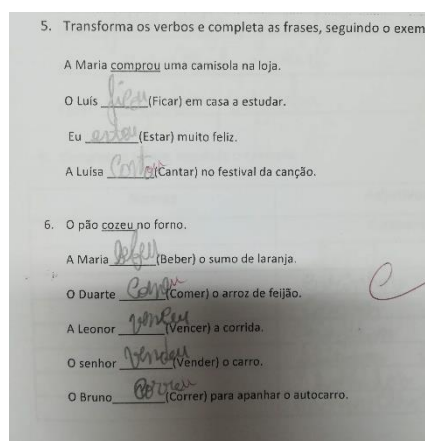 5. Transforma os verbos e completa as frases, seguindo o exem
A Maria comprou uma camisola na loja.
O Luís ficou (Ficar) em casa a estudar.
Eu estou (Estar) muito feliz.
A Luísa Contou (Cantar) no festival da canção.
6. O pão cozeu no forno.
A Maria bebeu (Beber) o sumo de laranja.
O Duarte Comeu (Comer) o arroz de feijão.
A Leonor venceu (Vencer) a corrida.
O senhor vendeu (Vender) o carro.
O Bruno Correu (Correr) para apanhar o autocarro.